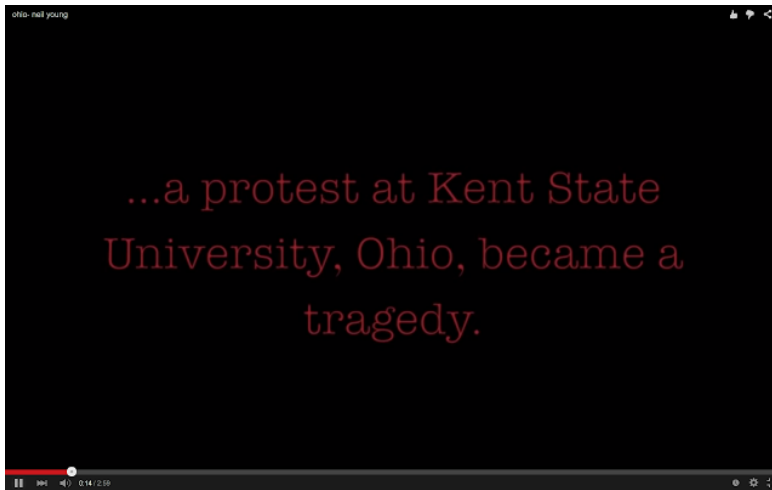 ohio- neil young
...a protest at Kent State
University, Ohio, became a
tragedy.
0:14 / 2:59